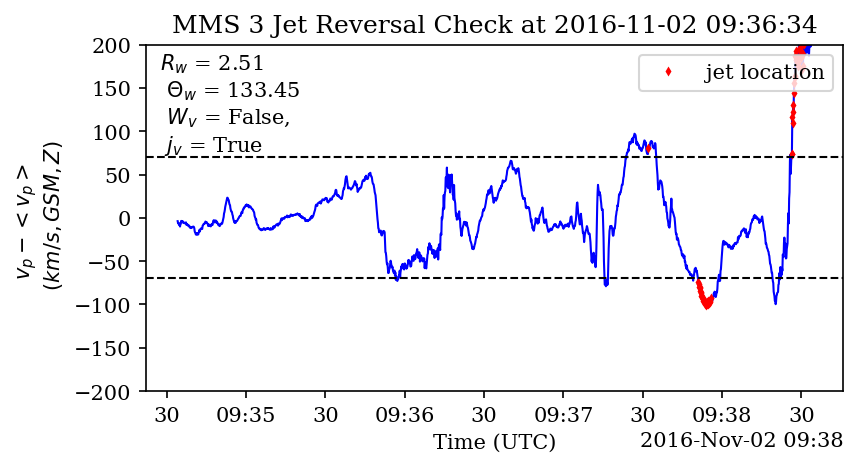 MMS 3 Jet Reversal Check at 2016-11-02 09:36:34
R_w = 2.51
Θ_w = 133.45
W_v = False,
j_v = True
jet location
v_p − < v_p >
(km/s, GSM, Z)
200
150
100
50
0
−50
−100
−150
−200
30 09:35 30 09:36 30 09:37 30 09:38 30
Time (UTC)
2016-Nov-02 09:38